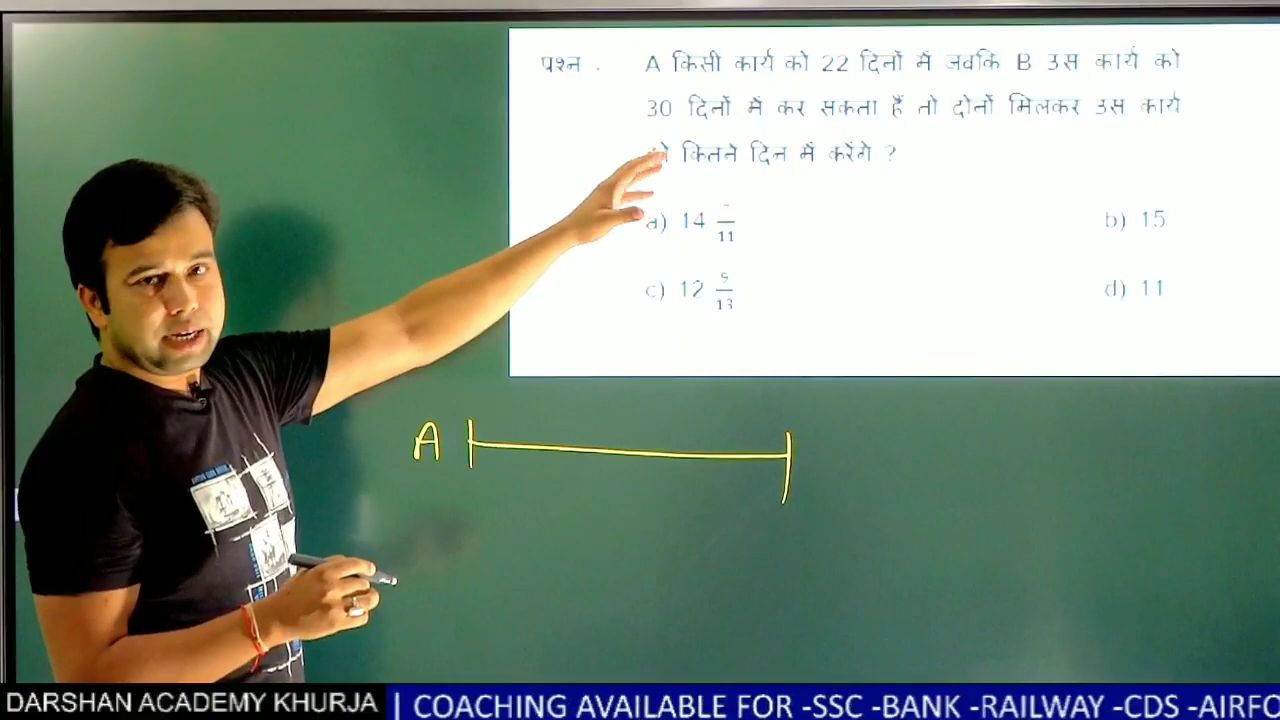 प्रश्न . A किसी कार्य को 22 दिनों में जबकि B उस कार्य को
30 दिनों में कर सकता हैं तो दोनों मिलकर उस कार्य
कितने दिन में करेंगे ?
a) 14 /11 b) 15
c) 12 9/13 d) 11
A
DARSHAN ACADEMY KHURJA | COACHING AVAILABLE FOR -SSC -BANK -RAILWAY -CDS -AIRFO